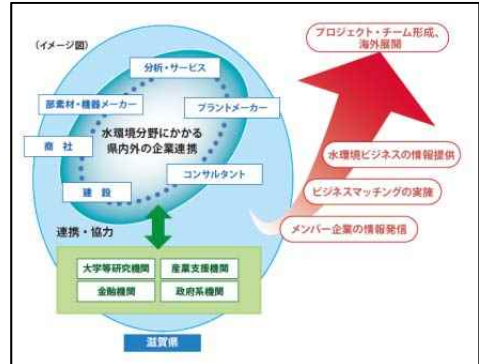 (イメージ図)
分析・サービス
部素材・機器メーカー
プラントメーカー
水環境分野にかかる
県内外の企業連携
商 社
コンサルタント
建 設
連携・協力
大学等研究機関
産業支援機関
金融機関
政府系機関
滋賀県
プロジェクト・チーム形成、
海外展開
水環境ビジネスの情報提供
ビジネスマッチングの実施
メンバー企業の情報発信